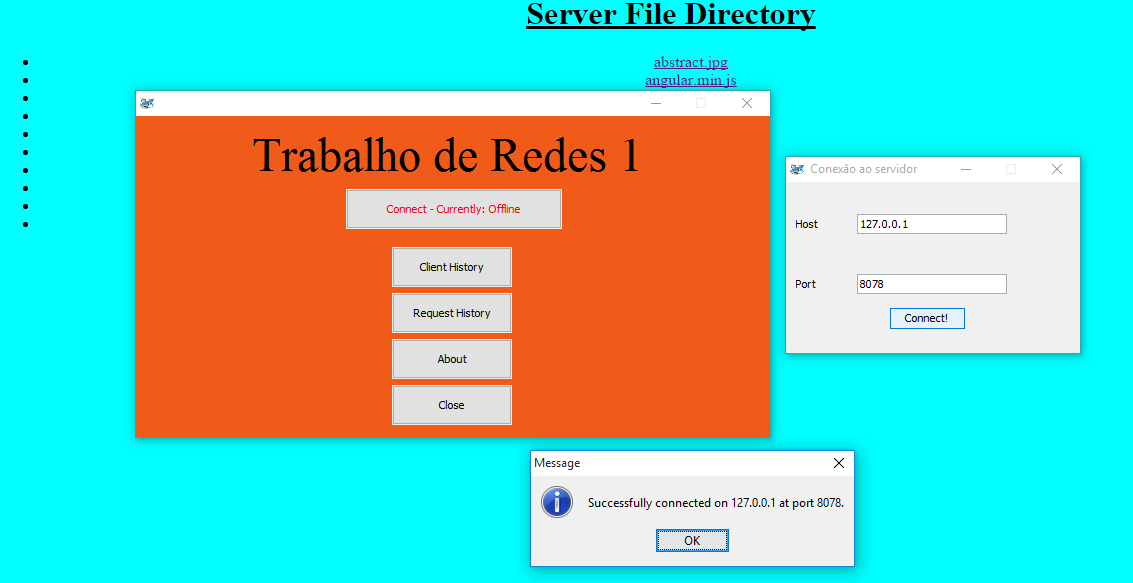 Server File Directory
abstract.jpg
angular.min.js
Trabalho de Redes 1
Connect - Currently: Offline
Client History
Request History
About
Close
Conexão ao servidor
Host
127.0.0.1
Port
8078
Connect!
Message
Successfully connected on 127.0.0.1 at port 8078.
OK